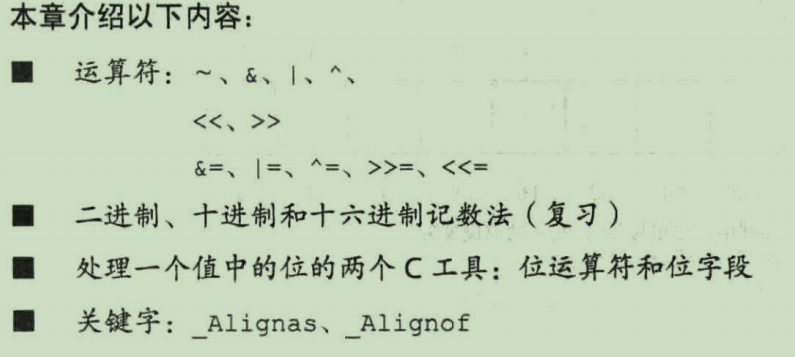 本章介绍以下内容：
■ 运算符：~、&、|、^、
<<、>>
&=、|=、^=、>>=、<<=
■ 二进制、十进制和十六进制记数法（复习）
■ 处理一个值中的位的两个 C 工具：位运算符和位字段
■ 关键字：_Alignas、_Alignof